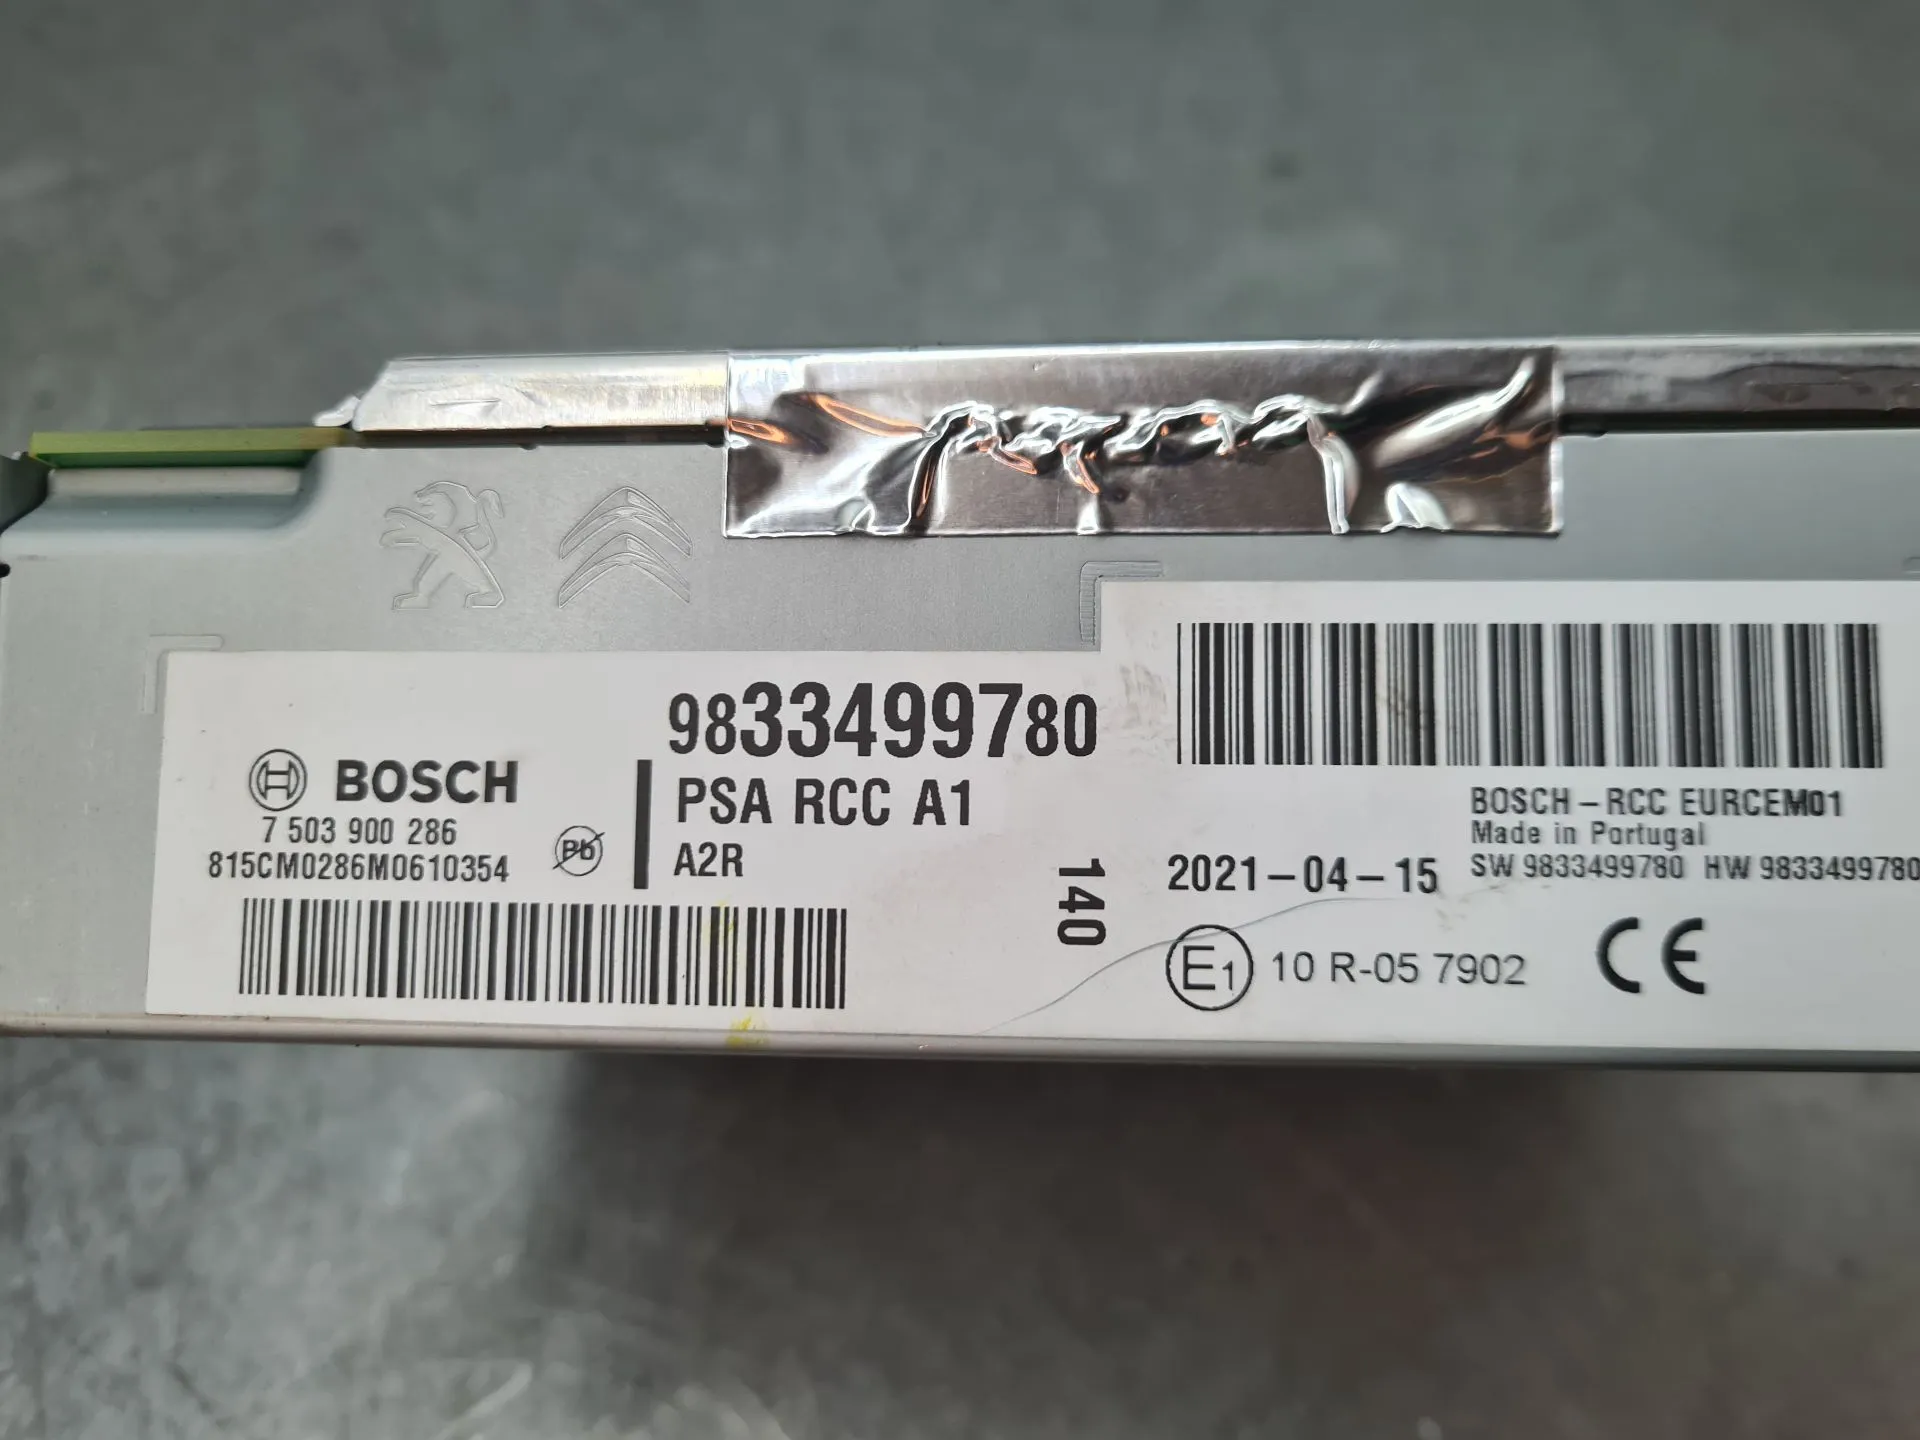 9833499780
BOSCH
PSA RCC A1
7 503 900 286
Pb
A2R
815CM0286M0610354
140
BOSCH-RCC EURCEM01
Made in Portugal
2021-04-15
SW 9833499780 HW 9833499780
E1 10 R-05 7902
CE